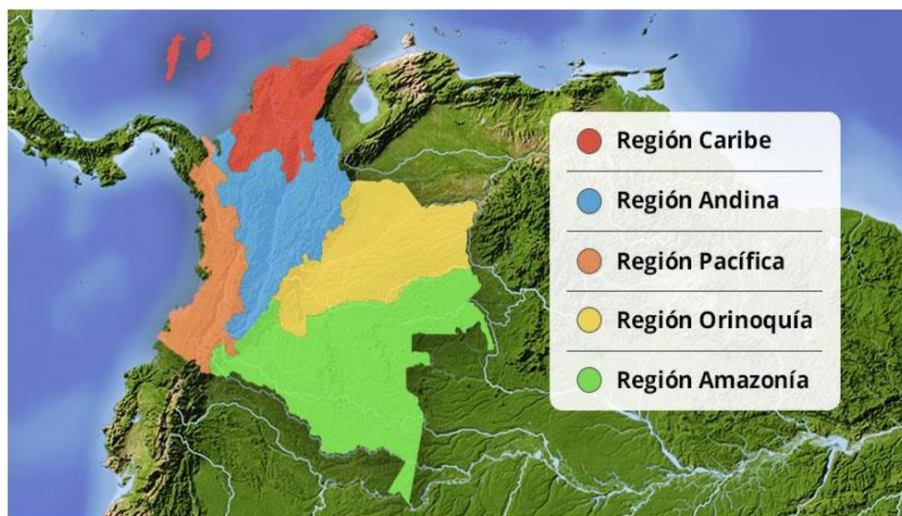 Región Caribe
Región Andina
Región Pacífica
Región Orinoquía
Región Amazonía